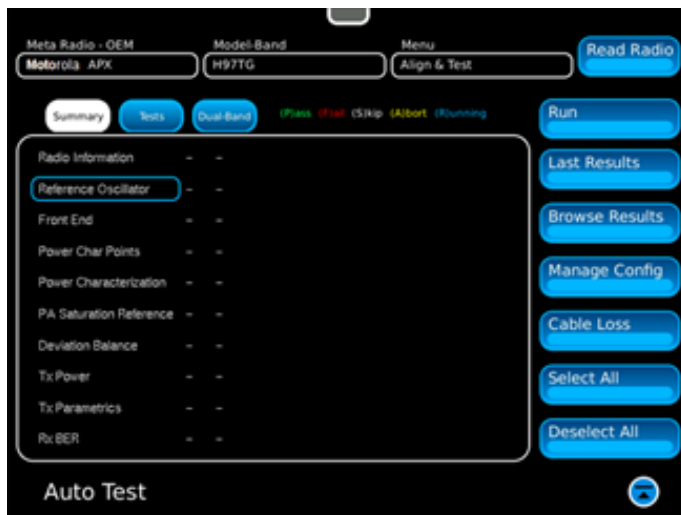 Meta Radio - OEM Model-Band Menu
Motorola APX H97TG Align & Test Read Radio
Summary Tests Dual-Band (P)ass (F)ail (S)kip (A)bort (R)unning Run
Radio Information - -
Last Results
Reference Oscillator - -
Front End - - Browse Results
Power Char Points - -
Manage Config
Power Characterization - -
PA Saturation Reference - -
Cable Loss
Deviation Balance - -
Tx Power - - Select All
Tx Parametrics - -
Rx BER - - Deselect All
Auto Test